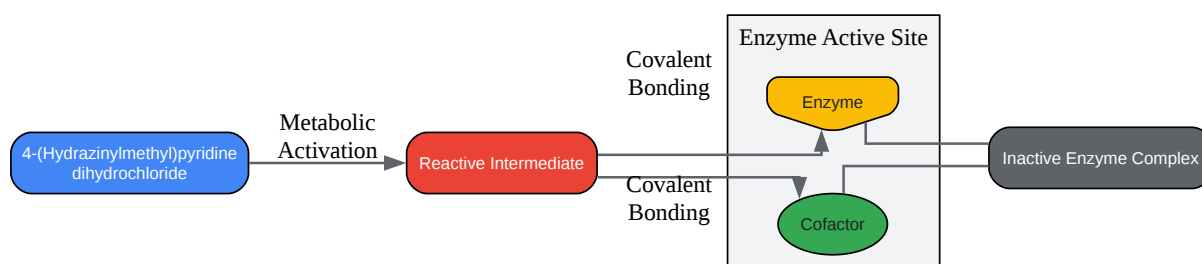 4-(Hydrazinylmethyl)pyridine
dihydrochloride
Metabolic
Activation
Reactive Intermediate
Covalent
Bonding
Covalent
Bonding
Enzyme Active Site
Enzyme
Cofactor
Inactive Enzyme Complex